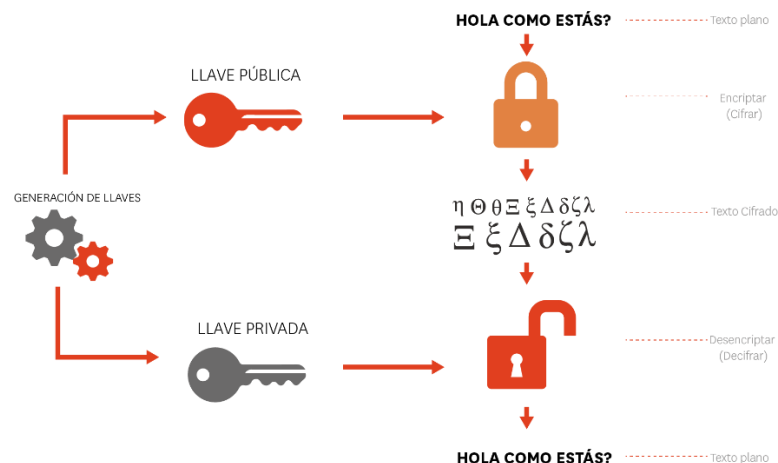 HOLA COMO ESTÁS?
Texto plano
LLAVE PÚBLICA
Encriptar
(Cifrar)
GENERACIÓN DE LLAVES
η Θ θ Ξ ξ Δ δ ζ λ
Ξ ξ Δ δ ζ λ
Texto Cifrado
LLAVE PRIVADA
Desencriptar
(Decifrar)
HOLA COMO ESTÁS?
Texto plano